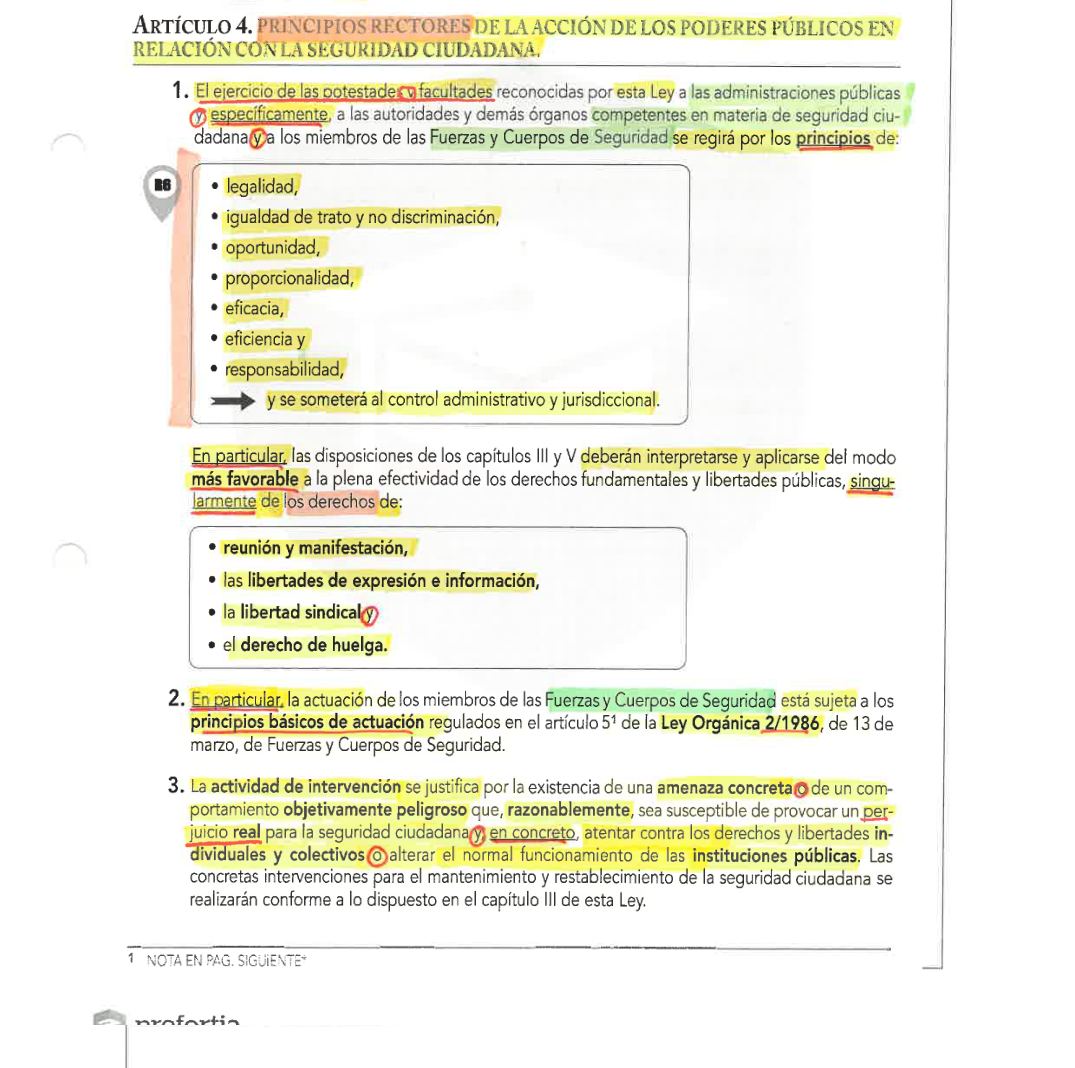 ARTÍCULO 4. PRINCIPIOS RECTORES DE LA ACCIÓN DE LOS PODERES PÚBLICOS EN
RELACIÓN CON LA SEGURIDAD CIUDADANA.
1. El ejercicio de las potestades y facultades reconocidas por esta Ley a las administraciones públicas
y específicamente, a las autoridades y demás órganos competentes en materia de seguridad ciu-
dadana y a los miembros de las Fuerzas y Cuerpos de Seguridad se regirá por los principios de:
R6
• legalidad,
• igualdad de trato y no discriminación,
• oportunidad,
• proporcionalidad,
• eficacia,
• eficiencia y
• responsabilidad,
y se someterá al control administrativo y jurisdiccional.
En particular, las disposiciones de los capítulos III y V deberán interpretarse y aplicarse del modo
más favorable a la plena efectividad de los derechos fundamentales y libertades públicas, singu-
larmente de los derechos de:
• reunión y manifestación,
• las libertades de expresión e información,
• la libertad sindical y
• el derecho de huelga.
2. En particular, la actuación de los miembros de las Fuerzas y Cuerpos de Seguridad está sujeta a los
principios básicos de actuación regulados en el artículo 5¹ de la Ley Orgánica 2/1986, de 13 de
marzo, de Fuerzas y Cuerpos de Seguridad.
3. La actividad de intervención se justifica por la existencia de una amenaza concreta o de un com-
portamiento objetivamente peligroso que, razonablemente, sea susceptible de provocar un per-
juicio real para la seguridad ciudadana y, en concreto, atentar contra los derechos y libertades in-
dividuales y colectivos o alterar el normal funcionamiento de las instituciones públicas. Las
concretas intervenciones para el mantenimiento y restablecimiento de la seguridad ciudadana se
realizarán conforme a lo dispuesto en el capítulo III de esta Ley.
1 NOTA EN PAG. SIGUIENTE*
profortia